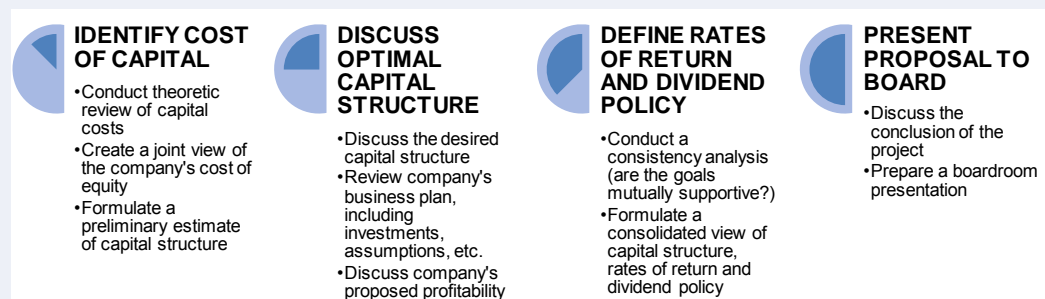 IDENTIFY COST
OF CAPITAL
•Conduct theoretic
review of capital
costs
•Create a joint view of
the company's cost of
equity
•Formulate a
preliminary estimate
of capital structure
DISCUSS
OPTIMAL
CAPITAL
STRUCTURE
•Discuss the desired
capital structure
•Review company's
business plan,
including
investments,
assumptions, etc.
•Discuss company's
proposed profitability
DEFINE RATES
OF RETURN
AND DIVIDEND
POLICY
•Conduct a
consistency analysis
(are the goals
mutually supportive?)
•Formulate a
consolidated view of
capital structure,
rates of return and
dividend policy
PRESENT
PROPOSAL TO
BOARD
•Discuss the
conclusion of the
project
•Prepare a boardroom
presentation